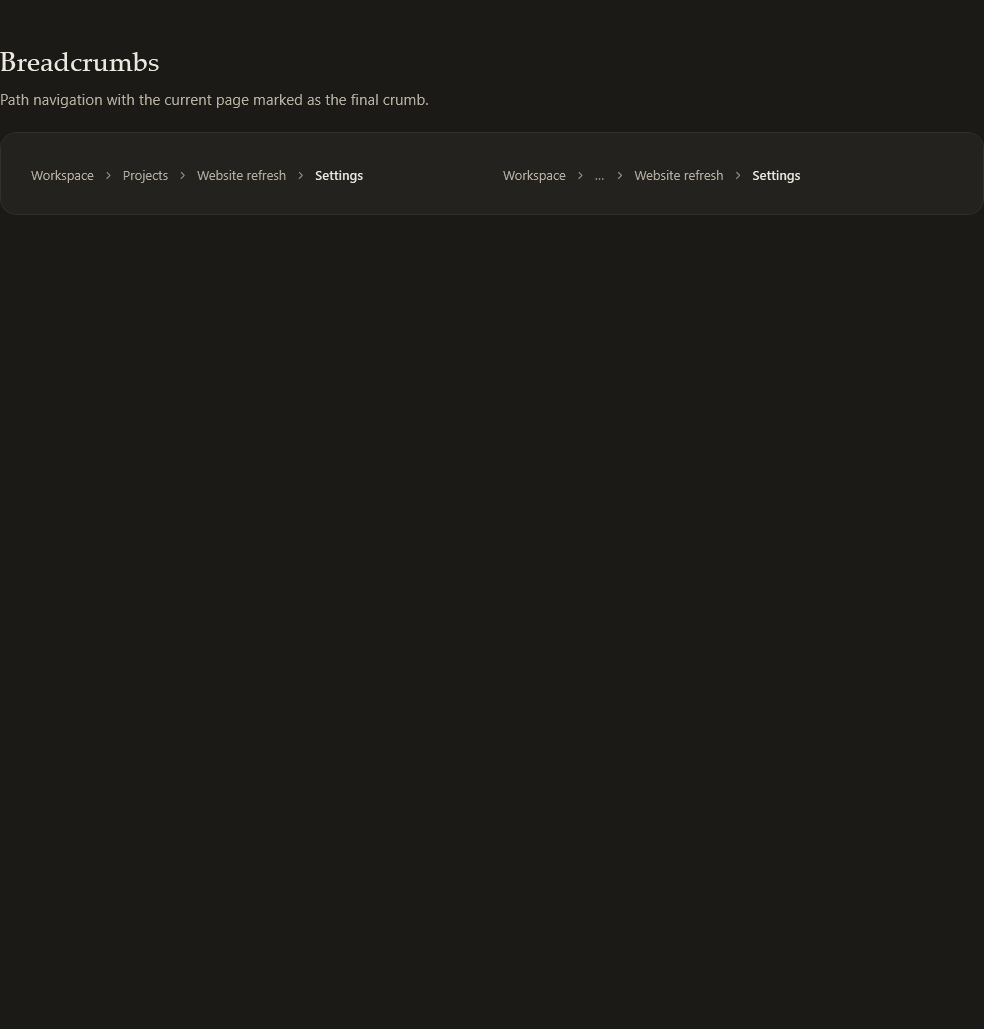 Breadcrumbs
Path navigation with the current page marked as the final crumb.
Workspace > Projects > Website refresh > Settings
Workspace > ... > Website refresh > Settings